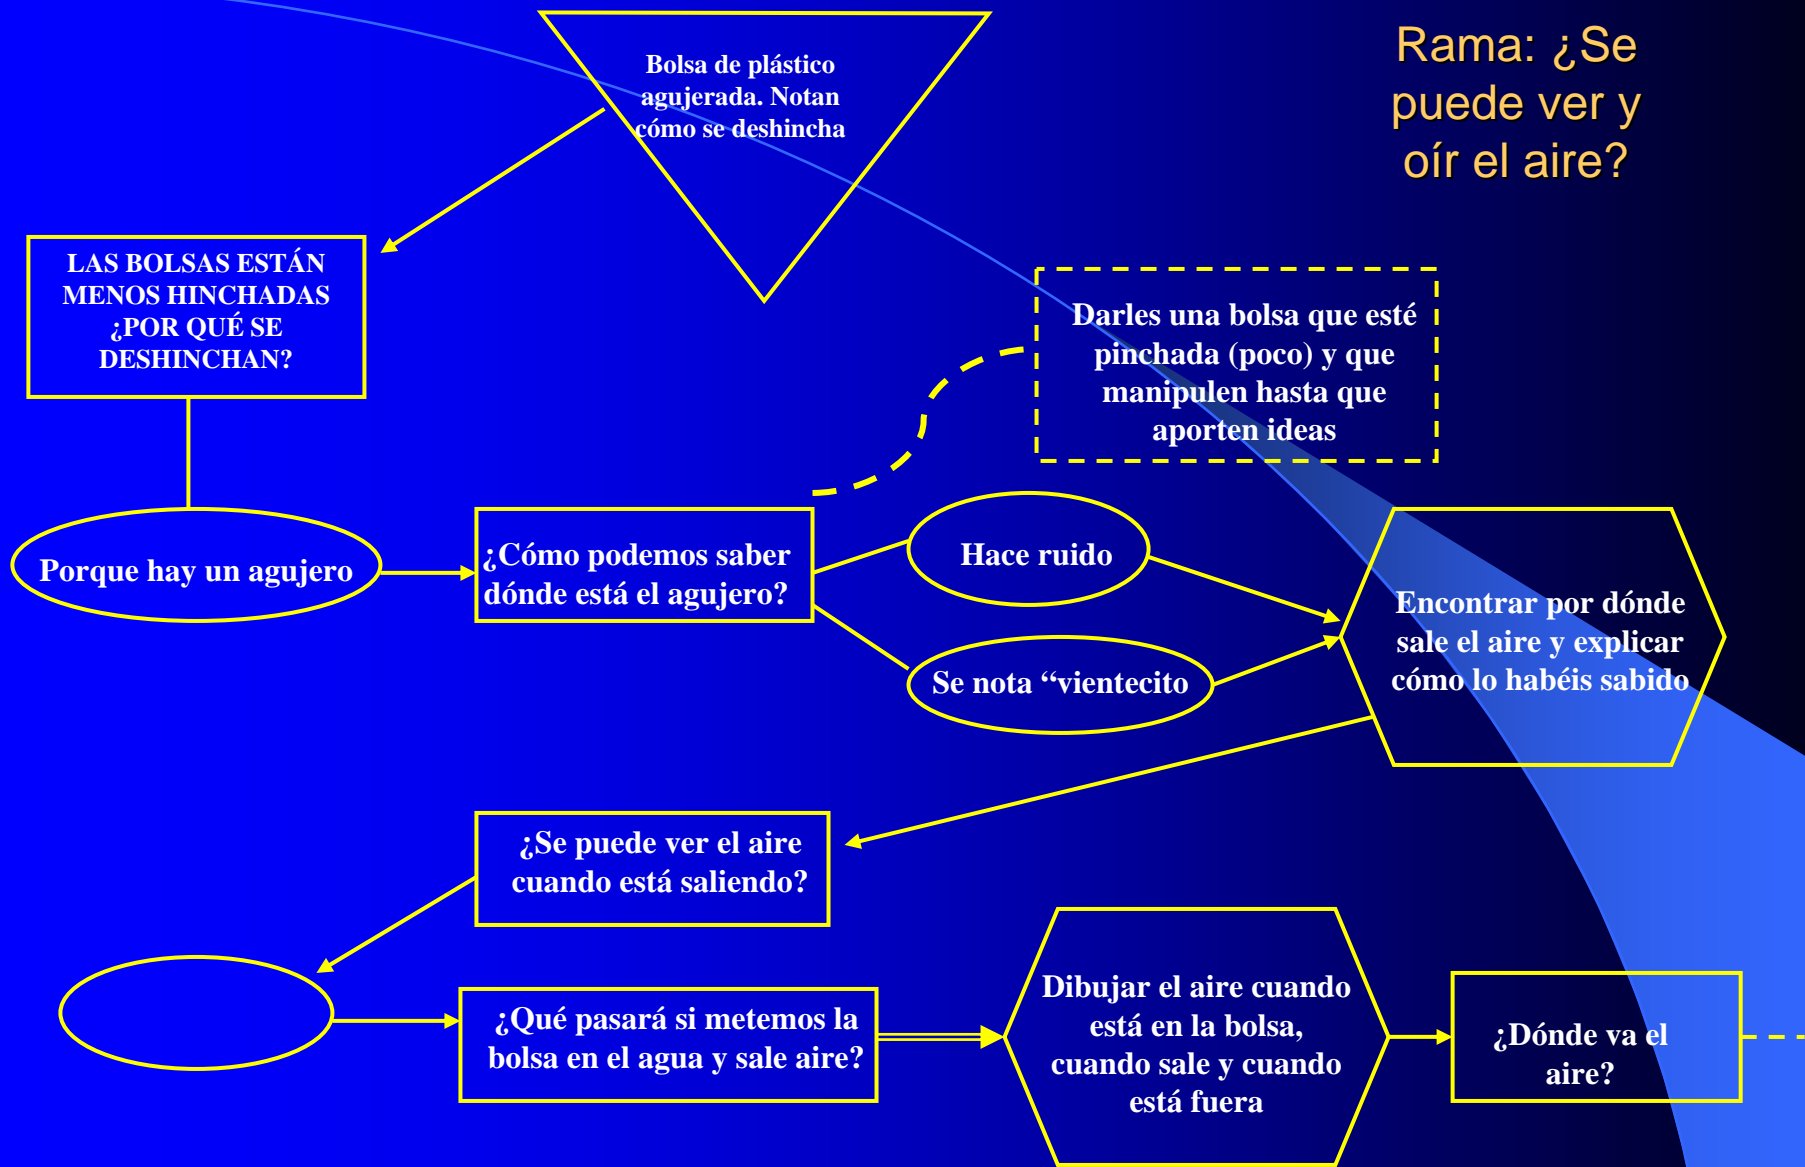 Rama: ¿Se
puede ver y
oír el aire?
Bolsa de plástico
agujerada. Notan
cómo se deshincha
LAS BOLSAS ESTÁN
MENOS HINCHADAS
¿POR QUÉ SE
DESHINCHAN?
Darles una bolsa que esté
pinchada (poco) y que
manipulen hasta que
aporten ideas
Porque hay un agujero
¿Cómo podemos saber
dónde está el agujero?
Hace ruido
Se nota “vientecito
Encontrar por dónde
sale el aire y explicar
cómo lo habéis sabido
¿Se puede ver el aire
cuando está saliendo?
¿Qué pasará si metemos la
bolsa en el agua y sale aire?
Dibujar el aire cuando
está en la bolsa,
cuando sale y cuando
está fuera
¿Dónde va el
aire?